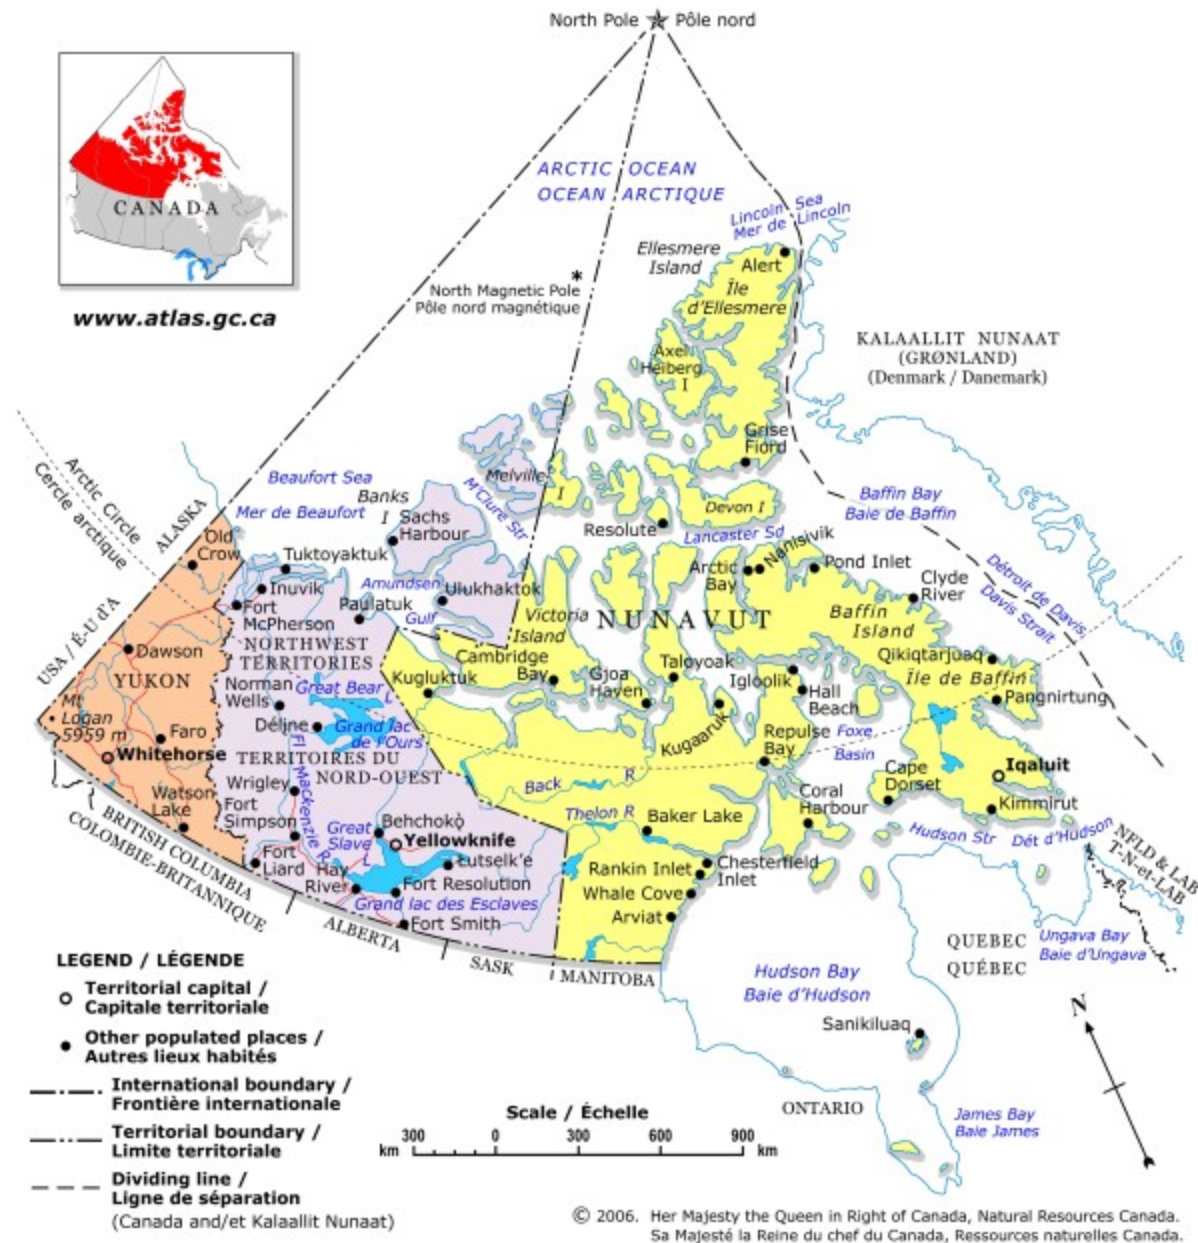 North Pole Pôle nord
CANADA
www.atlas.gc.ca
ARCTIC OCEAN
OCEAN ARCTIQUE
Lincoln Sea
Mer de Lincoln
Ellesmere
Island
Alert
Île
d'Ellesmere
*
North Magnetic Pole
Pôle nord magnétique
KALAALLIT NUNAAT
(GRØNLAND)
(Denmark / Danemark)
Axel
Heiberg
I
Grise
Fiord
Arctic Circle
Cercle arctique
Beaufort Sea
Mer de Beaufort
Banks
I
Sachs
Harbour
Melville
I
M'Clure Str
Devon I
Resolute
Lancaster Sd
Baffin Bay
Baie de Baffin
ALASKA
USA / É-U d'A
Old
Crow
Tuktoyaktuk
Inuvik
Fort
McPherson
Paulatuk
Amundsen
Gulf
Ulukhaktok
Victoria
Island
NUNAVUT
Arctic
Bay
Nanisivik
Pond Inlet
Clyde
River
Détroit de Davis
Davis Strait
Baffin
Island
Qikiqtarjuaq
Île de Baffin
Pangnirtung
Dawson
YUKON
NORTHWEST
TERRITORIES
Norman
Wells
Great Bear L
Déline
Grand lac
de l'Ours
Kugluktuk
Cambridge
Bay
Gjoa
Haven
Taloyoak
Igloolik
Hall
Beach
Kugaaruk
Repulse
Bay
Foxe
Basin
Mt
Logan
5959 m
Faro
Whitehorse
TERRITOIRES DU
NORD-OUEST
Wrigley
Fl Mackenzie R
Back R
Cape
Dorset
Iqaluit
Kimmirut
Watson
Lake
Fort
Simpson
Great
Slave
L
Behchokǫ̀
Yellowknife
Thelon R
Baker Lake
Coral
Harbour
Hudson Str Dét d'Hudson
NFLD & LAB
T-N-et-LAB
Fort
Liard
Hay
River
Lutselk'e
Fort Resolution
Grand lac des Esclaves
Fort Smith
Rankin Inlet
Chesterfield
Inlet
Whale Cove
Arviat
BRITISH COLUMBIA
COLOMBIE-BRITANNIQUE
ALBERTA
SASK
MANITOBA
QUEBEC
QUÉBEC
Ungava Bay
Baie d'Ungava
Hudson Bay
Baie d'Hudson
Sanikiluaq
N
ONTARIO
James Bay
Baie James
LEGEND / LÉGENDE
Territorial capital /
Capitale territoriale
Other populated places /
Autres lieux habités
International boundary /
Frontière internationale
Territorial boundary /
Limite territoriale
Dividing line /
Ligne de séparation
(Canada and/et Kalaallit Nunaat)
Scale / Échelle
300 0 300 600 900
km km
© 2006. Her Majesty the Queen in Right of Canada, Natural Resources Canada.
Sa Majesté la Reine du chef du Canada, Ressources naturelles Canada.